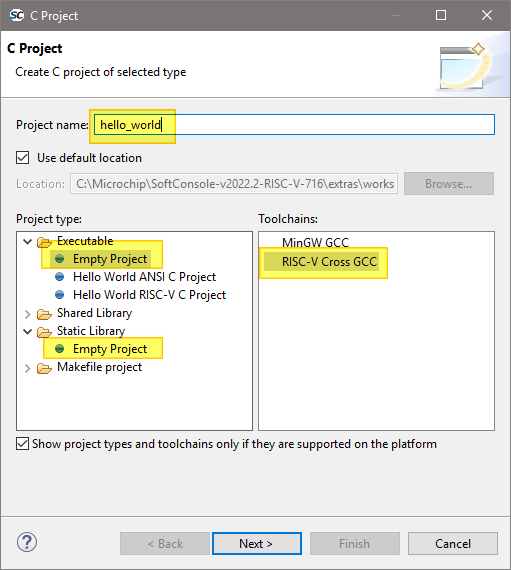 SC C Project
C Project
Create C project of selected type
Project name: hello_world
Use default location
Location: C:\Microchip\SoftConsole-v2022.2-RISC-V-716\extras\works Browse...
Project type: Toolchains:
Executable
Empty Project
Hello World ANSI C Project
Hello World RISC-V C Project
Shared Library
Static Library
Empty Project
Makefile project
MinGW GCC
RISC-V Cross GCC
Show project types and toolchains only if they are supported on the platform
? < Back Next > Finish Cancel